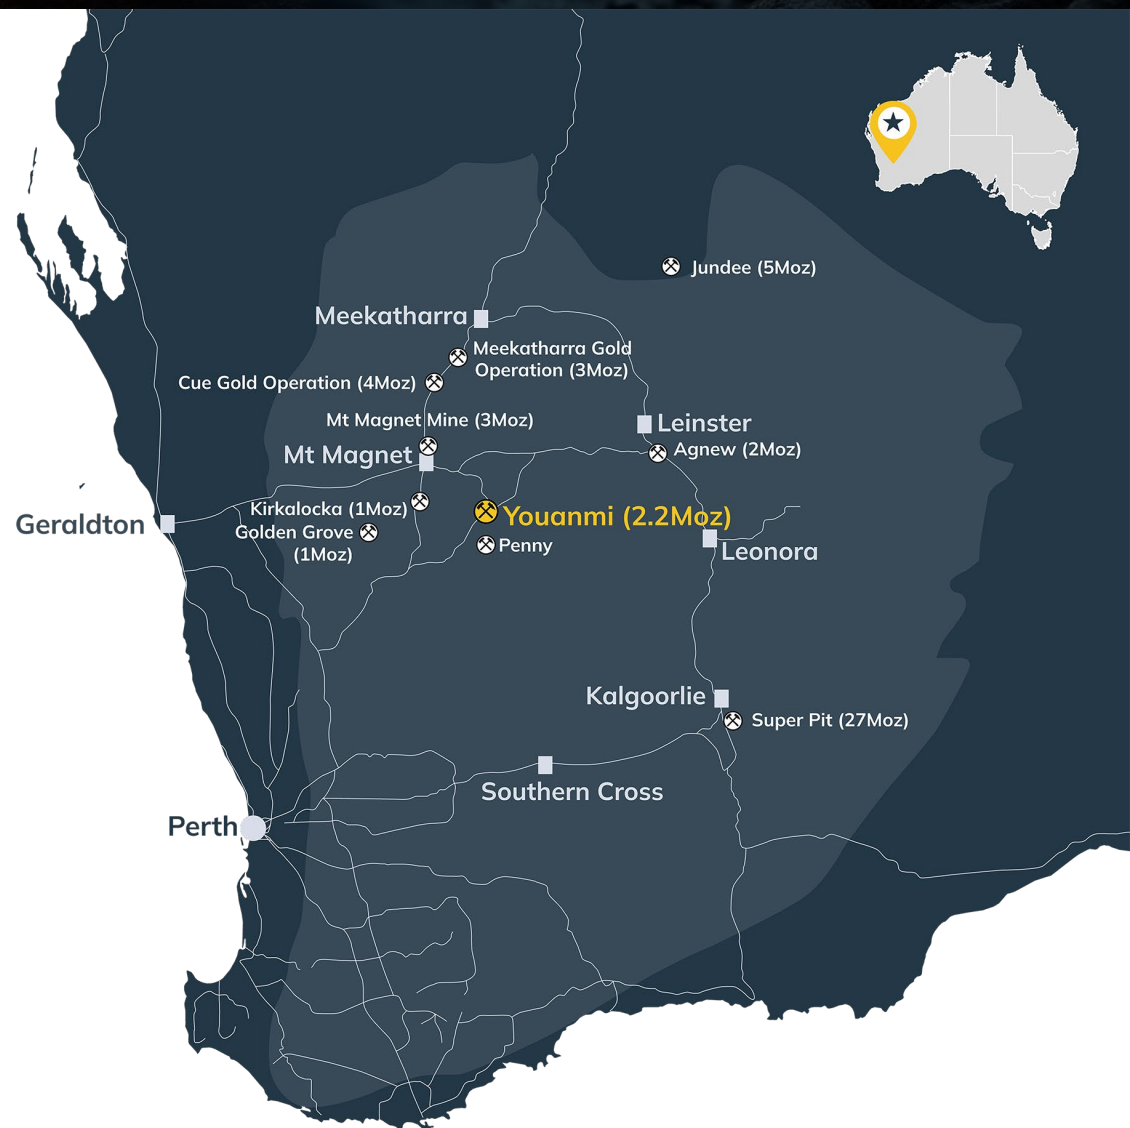 Jundee (5Moz)
Meekatharra
Meekatharra Gold
Operation (3Moz)
Cue Gold Operation (4Moz)
Mt Magnet Mine (3Moz)
Leinster
Mt Magnet
Agnew (2Moz)
Kirkalocka (1Moz)
Youanmi (2.2Moz)
Geraldton
Golden Grove
(1Moz)
Penny
Leonora
Kalgoorlie
Super Pit (27Moz)
Southern Cross
Perth